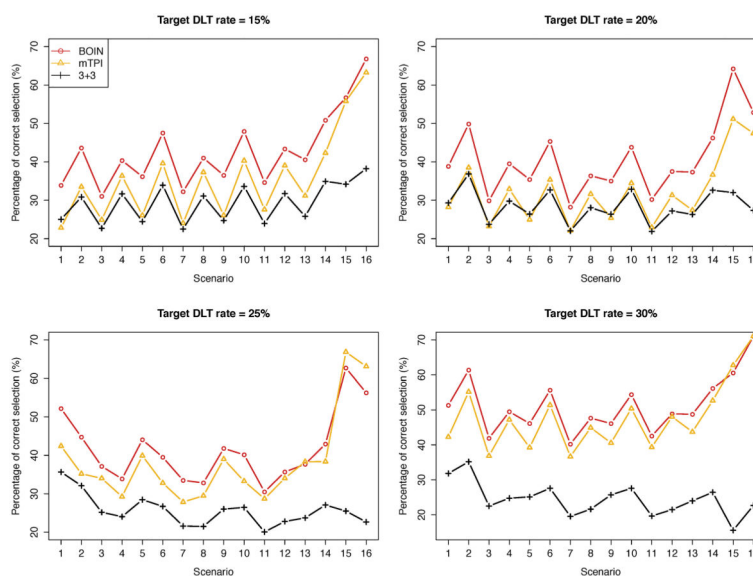 Target DLT rate = 15%
Percentage of correct selection (%)
70
60
50
40
30
20
BOIN
mTPI
3+3
1 2 3 4 5 6 7 8 9 10 11 12 13 14 15 16
Scenario
Target DLT rate = 20%
Percentage of correct selection (%)
70
60
50
40
30
20
1 2 3 4 5 6 7 8 9 10 11 12 13 14 15 1
Scenario
Target DLT rate = 25%
Percentage of correct selection (%)
70
60
50
40
30
20
1 2 3 4 5 6 7 8 9 10 11 12 13 14 15 16
Scenario
Target DLT rate = 30%
Percentage of correct selection (%)
70
60
50
40
30
20
1 2 3 4 5 6 7 8 9 10 11 12 13 14 15 1
Scenario